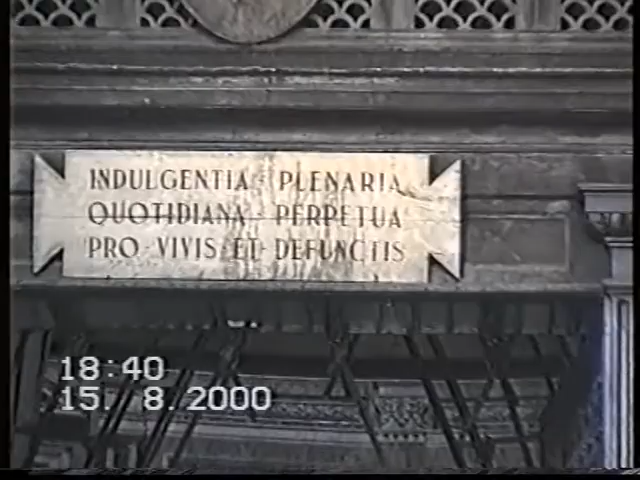 INDULGENTIA · PLENARIA
QUOTIDIANA · PERPETUA
PRO · VIVIS · ET · DEFUNCTIS
18:40
15. 8.2000